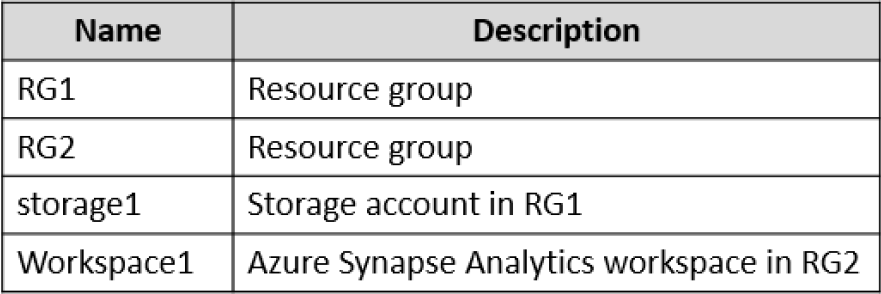 Name Description
RG1 Resource group
RG2 Resource group
storage1 Storage account in RG1
Workspace1 Azure Synapse Analytics workspace in RG2